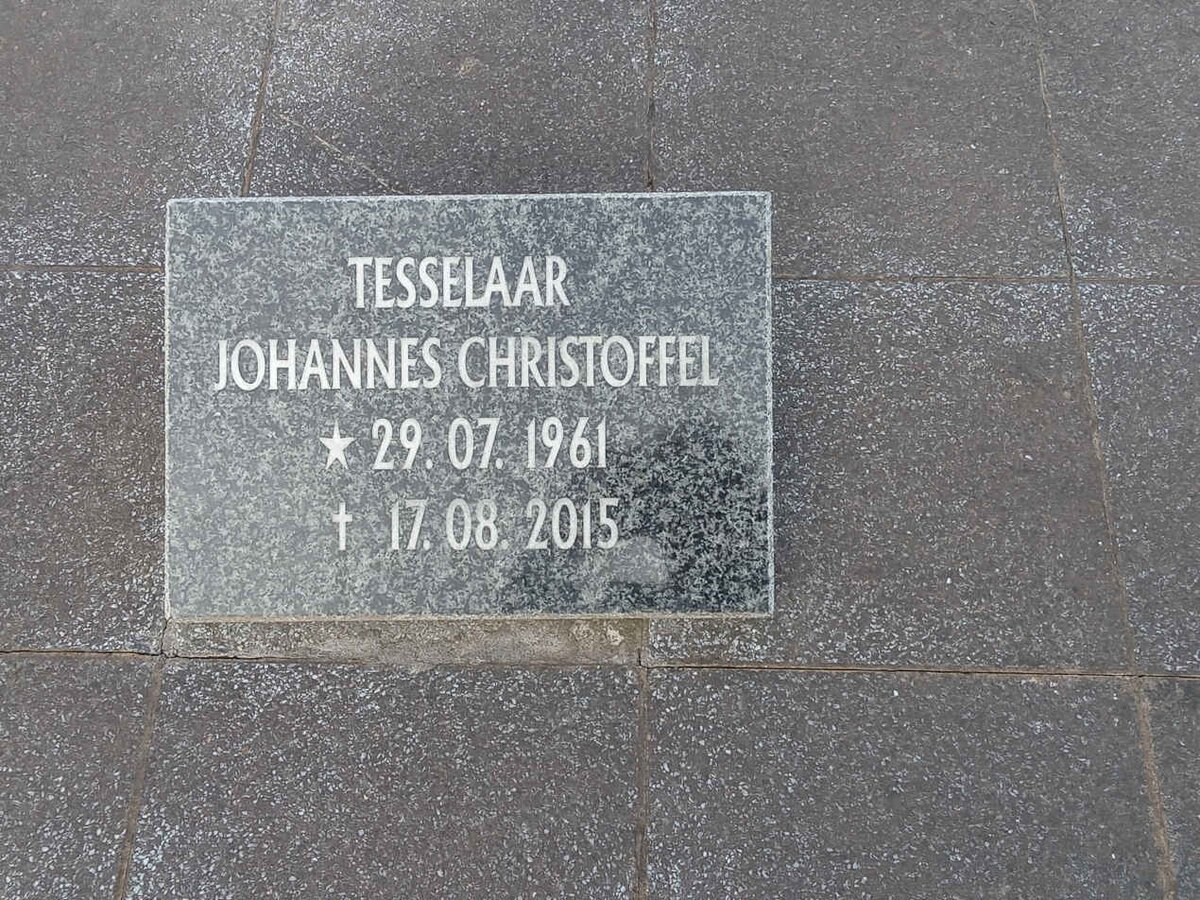 TESSELAAR
JOHANNES CHRISTOFFEL
★ 29. 07. 1961
† 17. 08. 2015